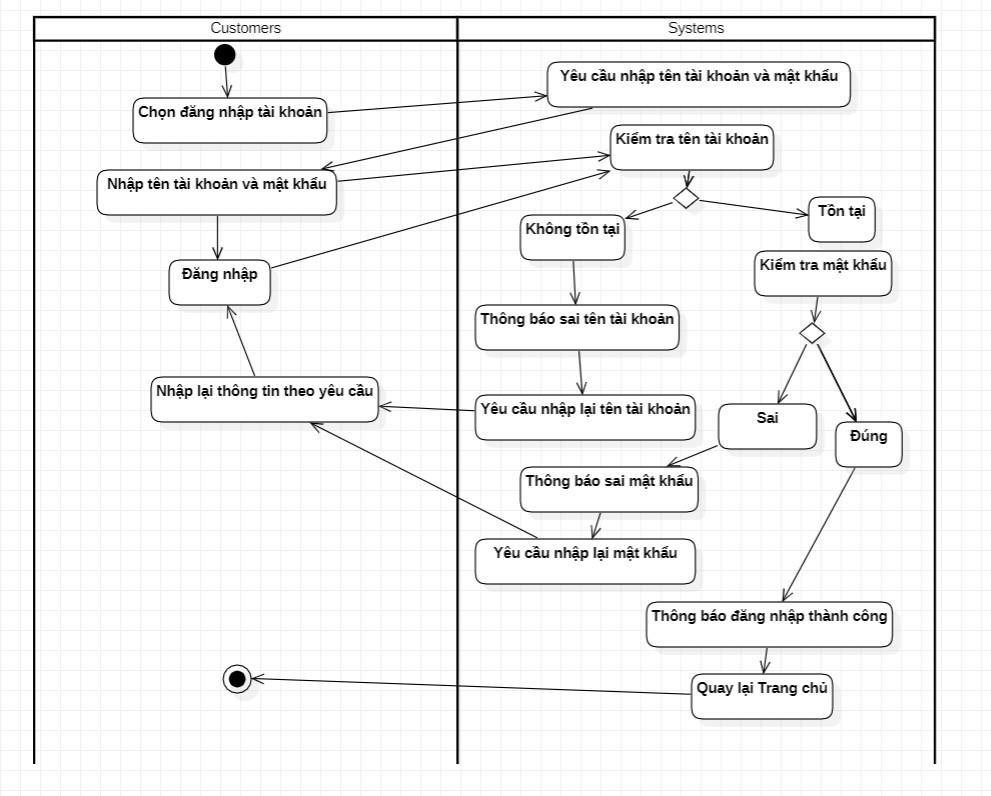 Customers
Systems
Yêu cầu nhập tên tài khoản và mật khẩu
Chọn đăng nhập tài khoản
Kiểm tra tên tài khoản
Nhập tên tài khoản và mật khẩu
Tồn tại
Không tồn tại
Kiểm tra mật khẩu
Đăng nhập
Thông báo sai tên tài khoản
Nhập lại thông tin theo yêu cầu
Yêu cầu nhập lại tên tài khoản
Sai
Đúng
Thông báo sai mật khẩu
Yêu cầu nhập lại mật khẩu
Thông báo đăng nhập thành công
Quay lại Trang chủ